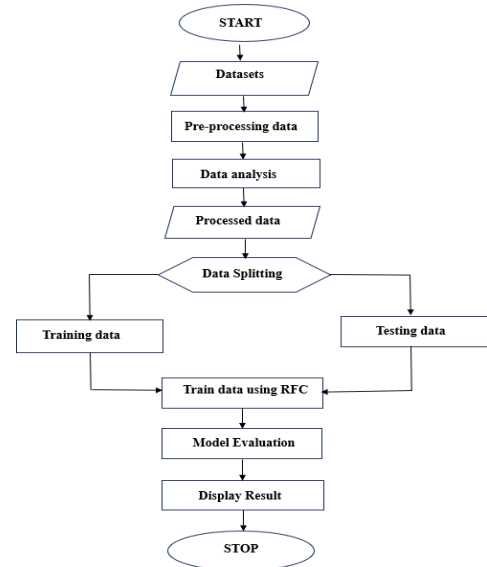 START
Datasets
Pre-processing data
Data analysis
Processed data
Data Splitting
Training data
Testing data
Train data using RFC
Model Evaluation
Display Result
STOP